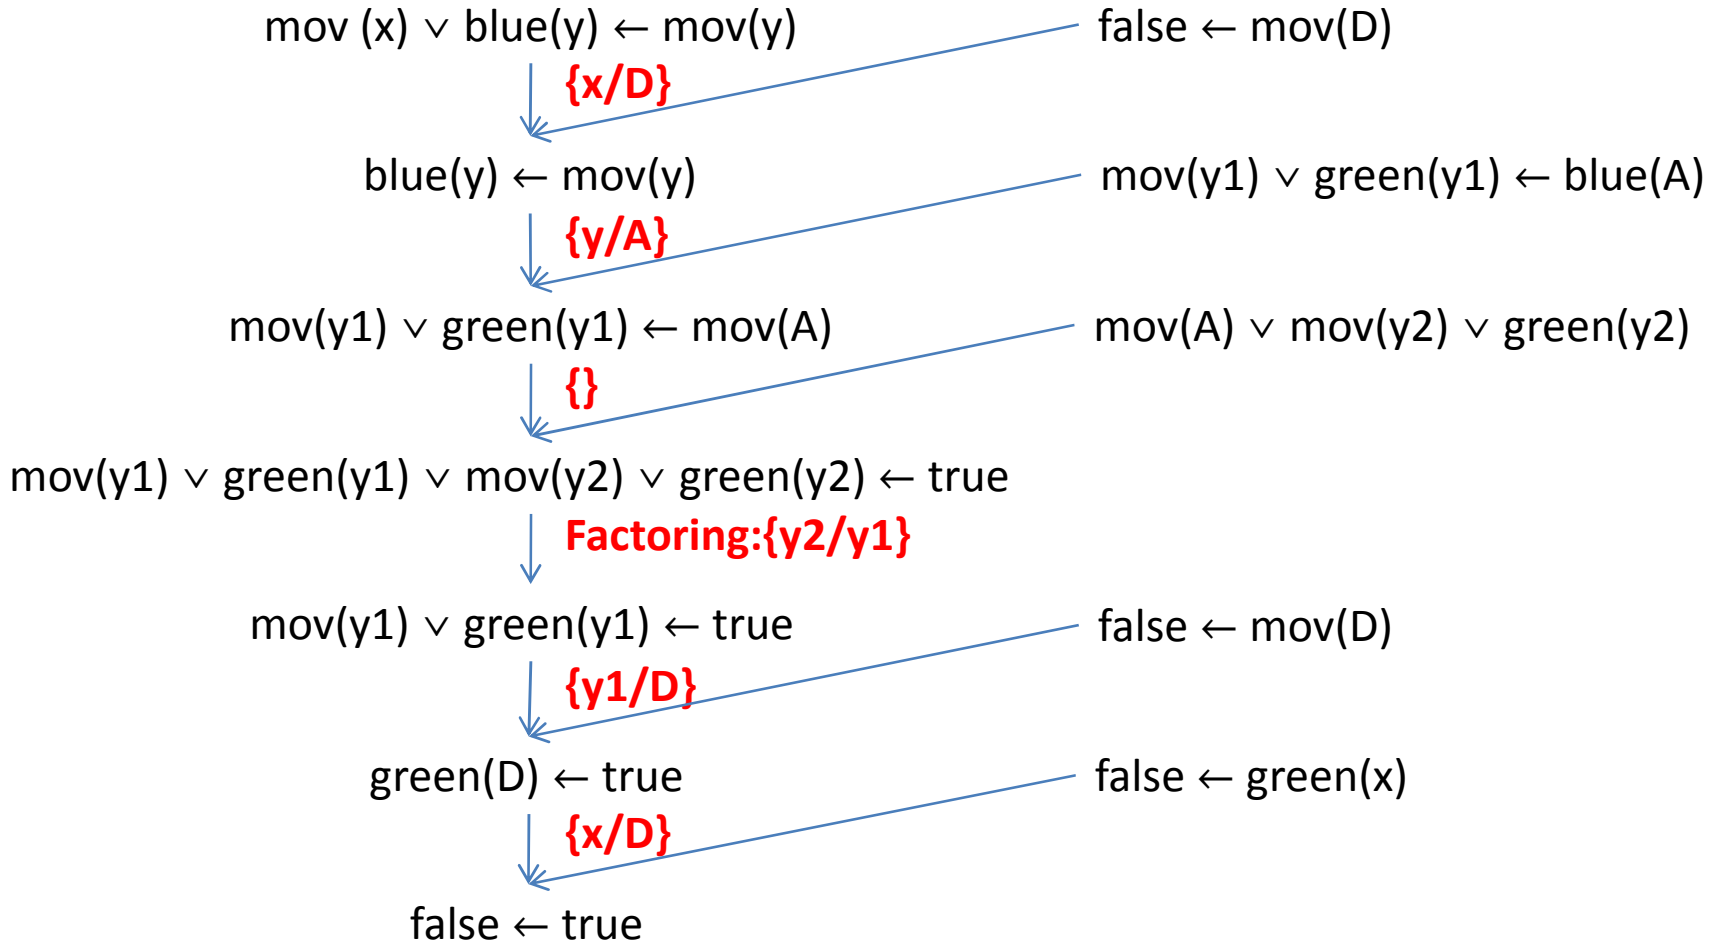 mov (x) ∨ blue(y) ← mov(y)
false ← mov(D)
{x/D}
blue(y) ← mov(y)
mov(y1) ∨ green(y1) ← blue(A)
{y/A}
mov(y1) ∨ green(y1) ← mov(A)
mov(A) ∨ mov(y2) ∨ green(y2)
{}
mov(y1) ∨ green(y1) ∨ mov(y2) ∨ green(y2) ← true
Factoring:{y2/y1}
mov(y1) ∨ green(y1) ← true
false ← mov(D)
{y1/D}
green(D) ← true
false ← green(x)
{x/D}
false ← true